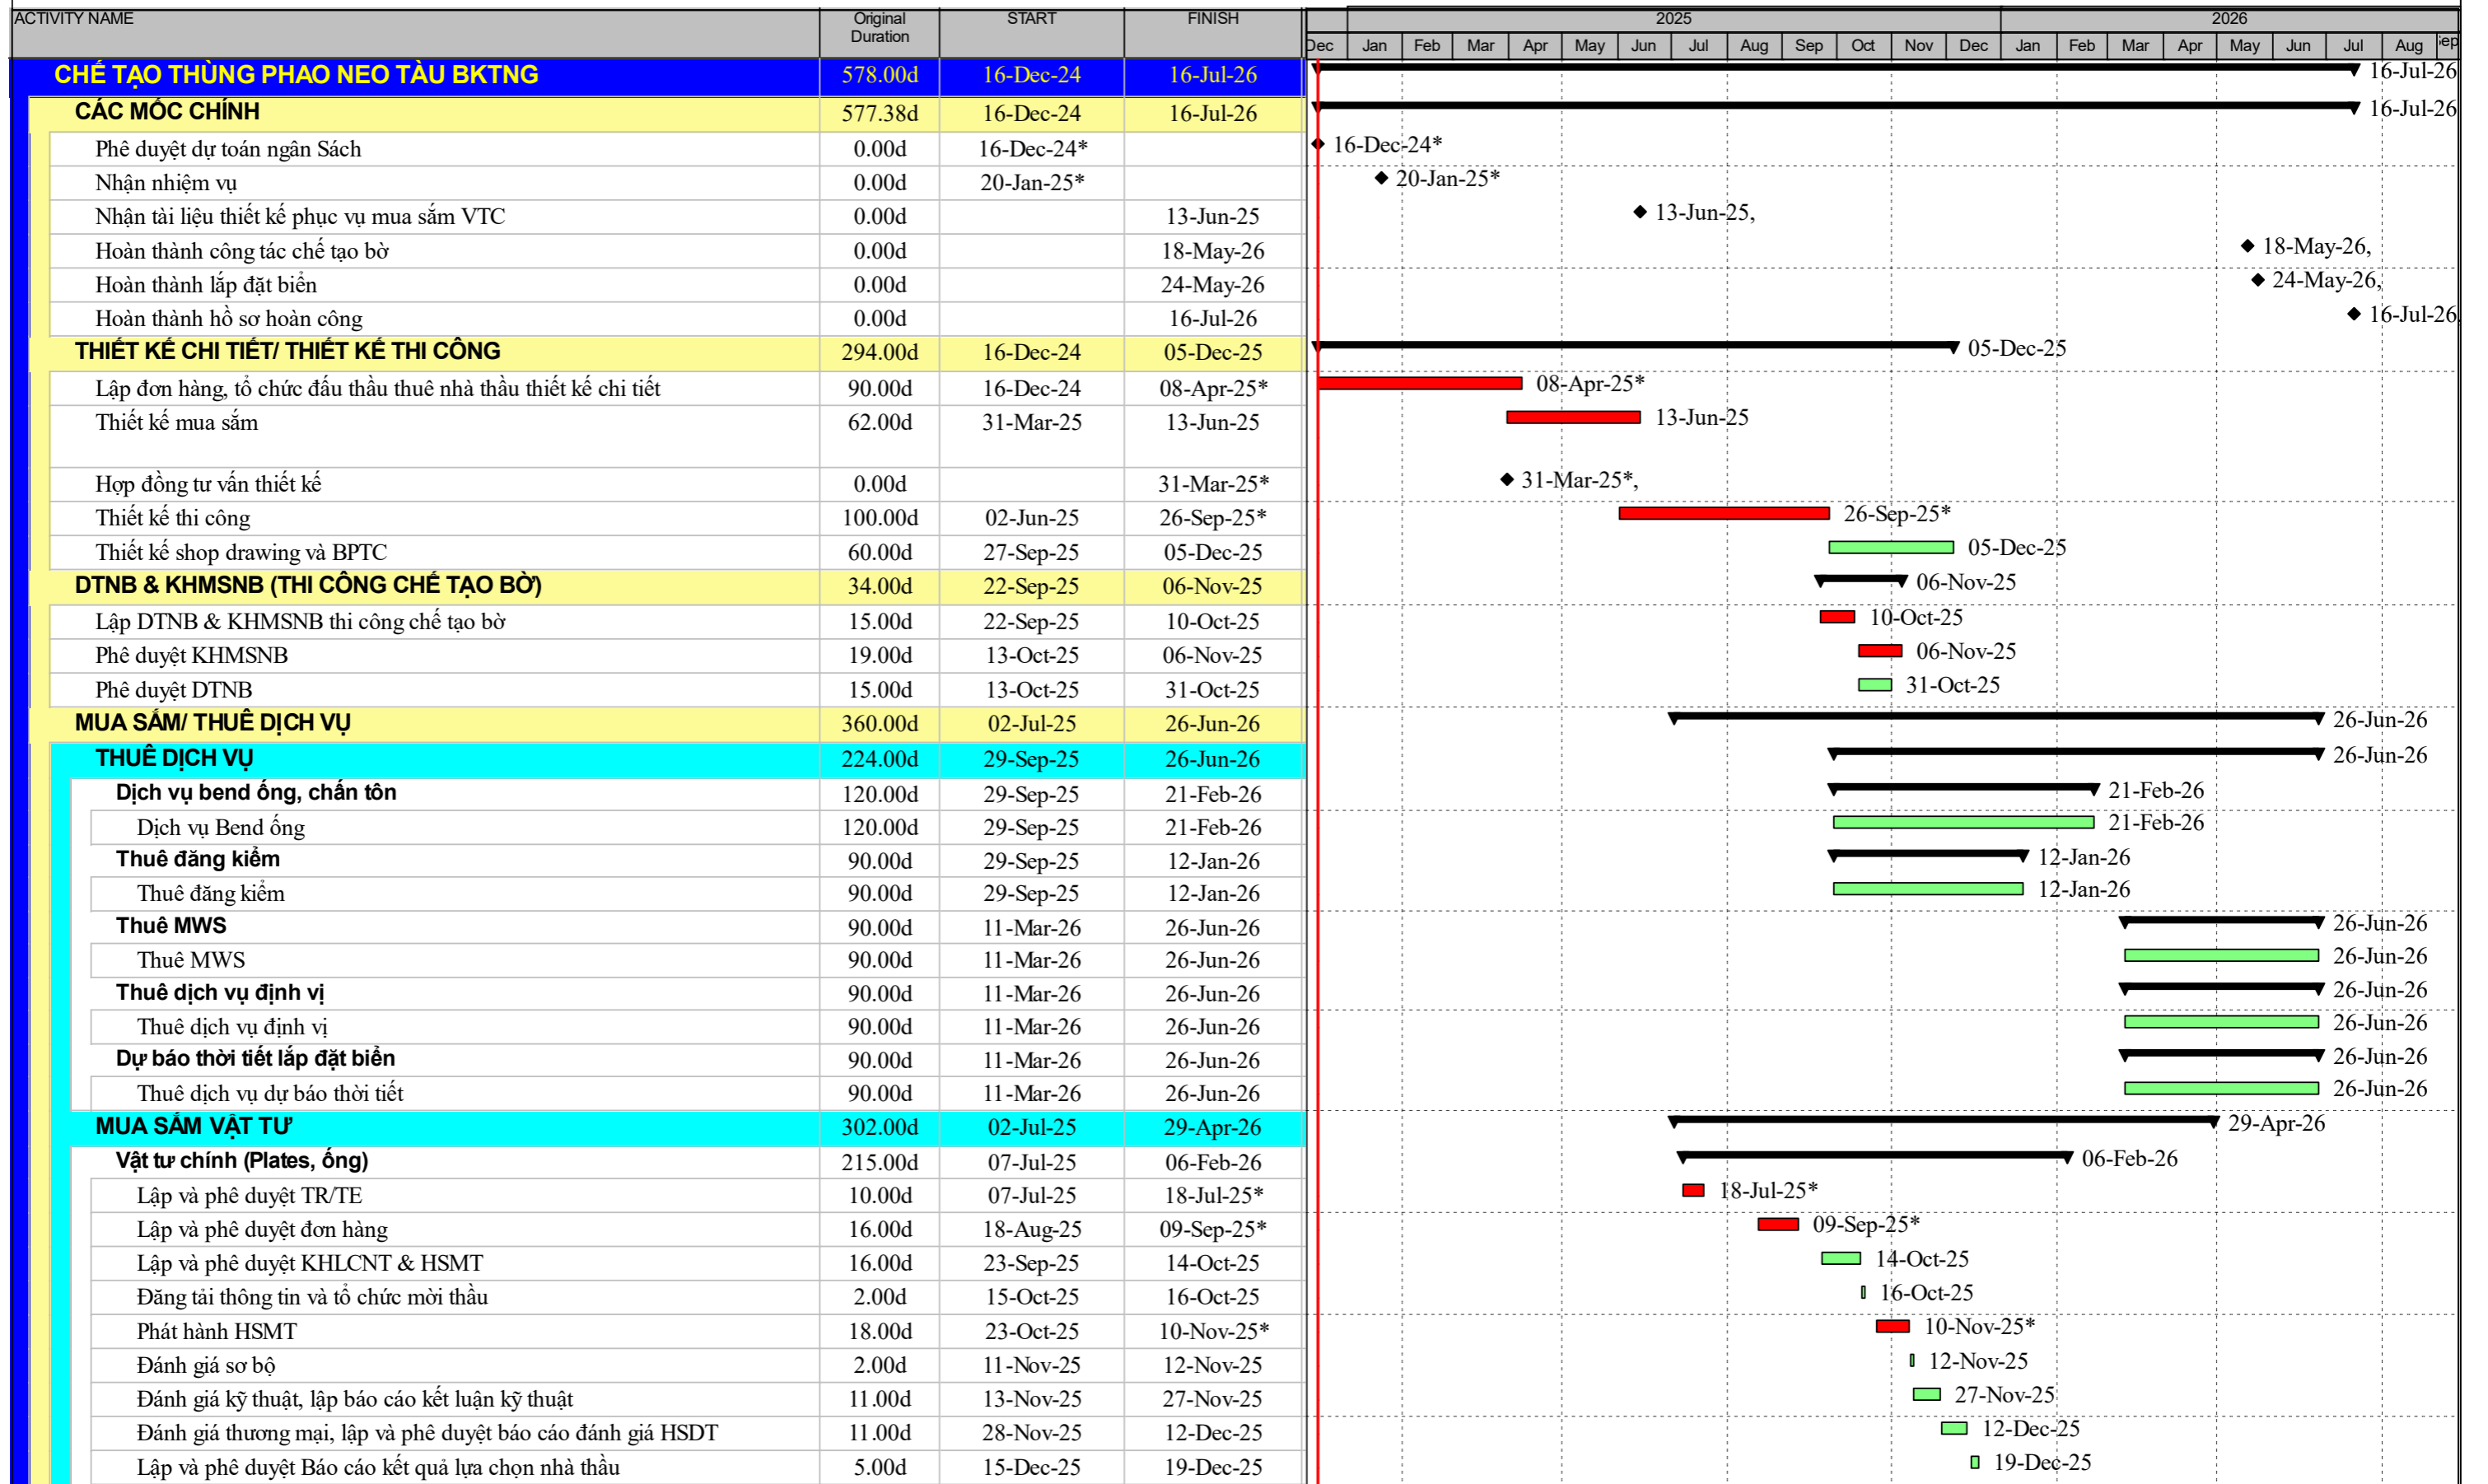 ACTIVITY NAME Original Duration START FINISH 2025 2026
Dec Jan Feb Mar Apr May Jun Jul Aug Sep Oct Nov Dec Jan Feb Mar Apr May Jun Jul Aug Sep
CHẾ TẠO THÙNG PHAO NEO TÀU BKTNG 578.00d 16-Dec-24 16-Jul-26 16-Jul-26
CÁC MỐC CHÍNH 577.38d 16-Dec-24 16-Jul-26 16-Jul-26
Phê duyệt dự toán ngân Sách 0.00d 16-Dec-24* 16-Dec-24*
Nhận nhiệm vụ 0.00d 20-Jan-25* 20-Jan-25*
Nhận tài liệu thiết kế phục vụ mua sắm VTC 0.00d 13-Jun-25 13-Jun-25,
Hoàn thành công tác chế tạo bờ 0.00d 18-May-26 18-May-26,
Hoàn thành lắp đặt biển 0.00d 24-May-26 24-May-26,
Hoàn thành hồ sơ hoàn công 0.00d 16-Jul-26 16-Jul-26,
THIẾT KẾ CHI TIẾT/ THIẾT KẾ THI CÔNG 294.00d 16-Dec-24 05-Dec-25 05-Dec-25
Lập đơn hàng, tổ chức đấu thầu thuê nhà thầu thiết kế chi tiết 90.00d 16-Dec-24 08-Apr-25* 08-Apr-25*
Thiết kế mua sắm 62.00d 31-Mar-25 13-Jun-25 13-Jun-25
Hợp đồng tư vấn thiết kế 0.00d 31-Mar-25* 31-Mar-25*,
Thiết kế thi công 100.00d 02-Jun-25 26-Sep-25* 26-Sep-25*
Thiết kế shop drawing và BPTC 60.00d 27-Sep-25 05-Dec-25 05-Dec-25
DTNB & KHMSNB (THI CÔNG CHẾ TẠO BỜ) 34.00d 22-Sep-25 06-Nov-25 06-Nov-25
Lập DTNB & KHMSNB thi công chế tạo bờ 15.00d 22-Sep-25 10-Oct-25 10-Oct-25
Phê duyệt KHMSNB 19.00d 13-Oct-25 06-Nov-25 06-Nov-25
Phê duyệt DTNB 15.00d 13-Oct-25 31-Oct-25 31-Oct-25
MUA SẮM/ THUÊ DỊCH VỤ 360.00d 02-Jul-25 26-Jun-26 26-Jun-26
THUÊ DỊCH VỤ 224.00d 29-Sep-25 26-Jun-26 26-Jun-26
Dịch vụ bend ống, chấn tôn 120.00d 29-Sep-25 21-Feb-26 21-Feb-26
Dịch vụ Bend ống 120.00d 29-Sep-25 21-Feb-26 21-Feb-26
Thuê đăng kiểm 90.00d 29-Sep-25 12-Jan-26 12-Jan-26
Thuê đăng kiểm 90.00d 29-Sep-25 12-Jan-26 12-Jan-26
Thuê MWS 90.00d 11-Mar-26 26-Jun-26 26-Jun-26
Thuê MWS 90.00d 11-Mar-26 26-Jun-26 26-Jun-26
Thuê dịch vụ định vị 90.00d 11-Mar-26 26-Jun-26 26-Jun-26
Thuê dịch vụ định vị 90.00d 11-Mar-26 26-Jun-26 26-Jun-26
Dự báo thời tiết lắp đặt biển 90.00d 11-Mar-26 26-Jun-26 26-Jun-26
Thuê dịch vụ dự báo thời tiết 90.00d 11-Mar-26 26-Jun-26 26-Jun-26
MUA SẮM VẬT TƯ 302.00d 02-Jul-25 29-Apr-26 29-Apr-26
Vật tư chính (Plates, ống) 215.00d 07-Jul-25 06-Feb-26 06-Feb-26
Lập và phê duyệt TR/TE 10.00d 07-Jul-25 18-Jul-25* 18-Jul-25*
Lập và phê duyệt đơn hàng 16.00d 18-Aug-25 09-Sep-25* 09-Sep-25*
Lập và phê duyệt KHLCNT & HSMT 16.00d 23-Sep-25 14-Oct-25 14-Oct-25
Đăng tải thông tin và tổ chức mời thầu 2.00d 15-Oct-25 16-Oct-25 16-Oct-25
Phát hành HSMT 18.00d 23-Oct-25 10-Nov-25* 10-Nov-25*
Đánh giá sơ bộ 2.00d 11-Nov-25 12-Nov-25 12-Nov-25
Đánh giá kỹ thuật, lập báo cáo kết luận kỹ thuật 11.00d 13-Nov-25 27-Nov-25 27-Nov-25
Đánh giá thương mại, lập và phê duyệt báo cáo đánh giá HSDT 11.00d 28-Nov-25 12-Dec-25 12-Dec-25
Lập và phê duyệt Báo cáo kết quả lựa chọn nhà thầu 5.00d 15-Dec-25 19-Dec-25 19-Dec-25